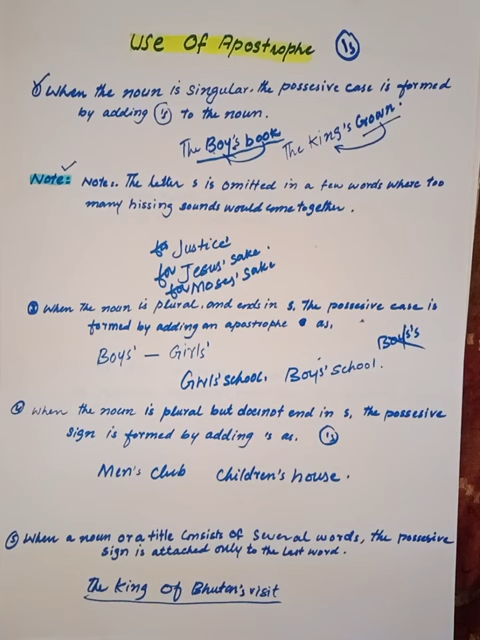 Use Of Apostrophe 's
① When the noun is singular. the possesive case is formed
by adding 's to the noun.
The Boy's book The King's Crown.
Note: Note:. The letter s is omitted in a few words where too
many hissing sounds would come together.
for Justice'
for Jesus' sake.
for Moses' sake
③ When the noun is plural, and ends in s. The possesive case is
formed by adding an apostrophe as.
Boys' — Girls' Boys's
Girls' school. Boys' school.
④ When the noun is plural but does not end in s, the possesive
sign is formed by adding 's as. 's
Men's club Children's house.
⑤ When a noun or a title consists of several words, the possesive
sign is attached only to the last word.
The King of Bhutan's visit